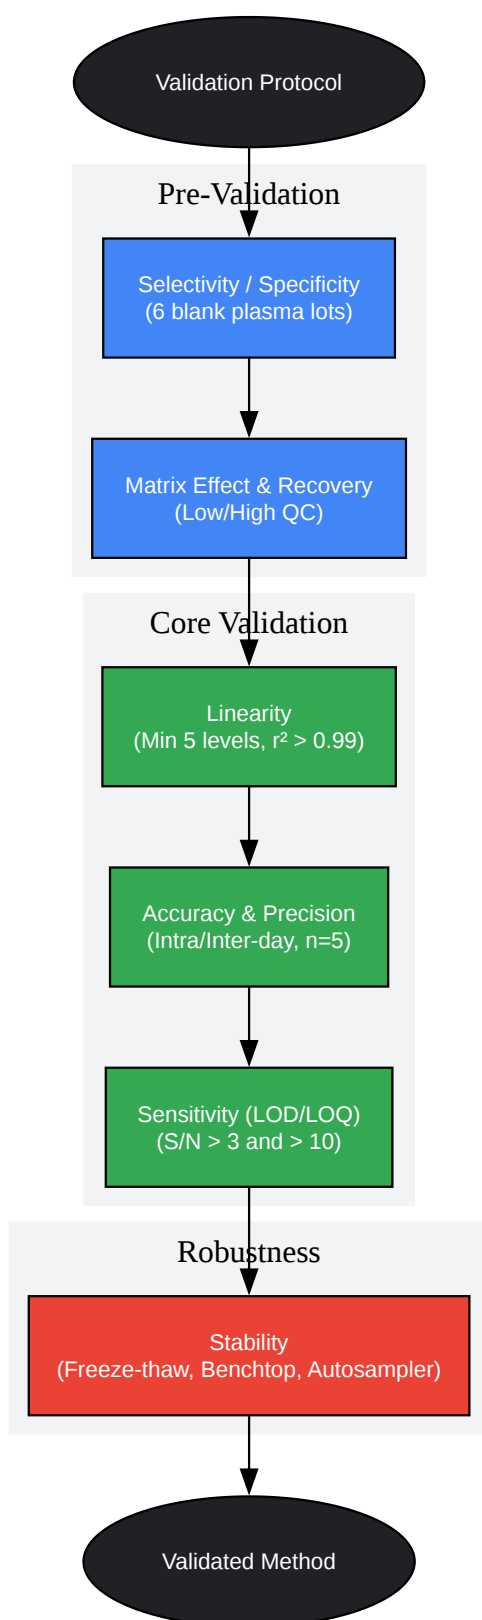 Validation Protocol
Pre-Validation
Selectivity / Specificity
(6 blank plasma lots)
Matrix Effect & Recovery
(Low/High QC)
Core Validation
Linearity
(Min 5 levels, r² > 0.99)
Accuracy & Precision
(Intra/Inter-day, n=5)
Sensitivity (LOD/LOQ)
(S/N > 3 and > 10)
Robustness
Stability
(Freeze-thaw, Benchtop, Autosampler)
Validated Method